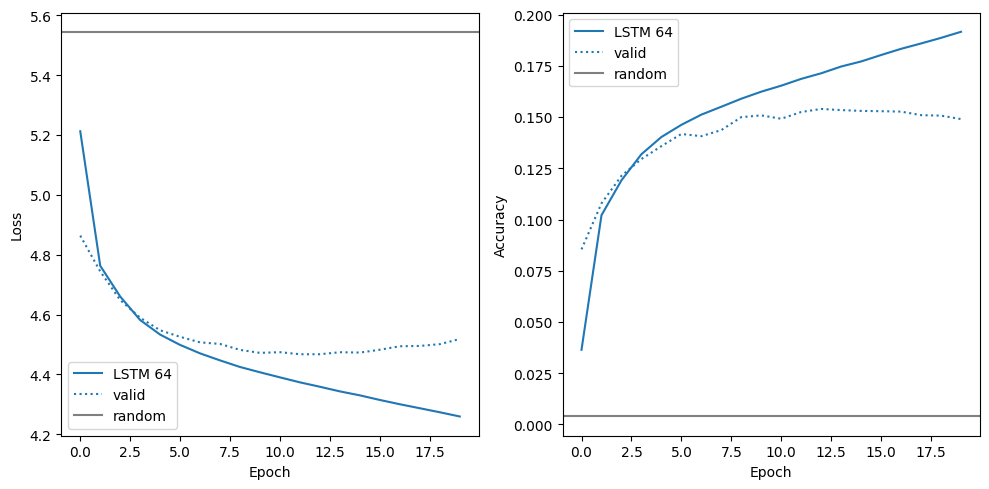 5.6
5.4
5.2
5.0
4.8
4.6
4.4
4.2
Loss
LSTM 64
valid
random
0.0 2.5 5.0 7.5 10.0 12.5 15.0 17.5
Epoch
0.200
0.175
0.150
0.125
0.100
0.075
0.050
0.025
0.000
Accuracy
LSTM 64
valid
random
0.0 2.5 5.0 7.5 10.0 12.5 15.0 17.5
Epoch